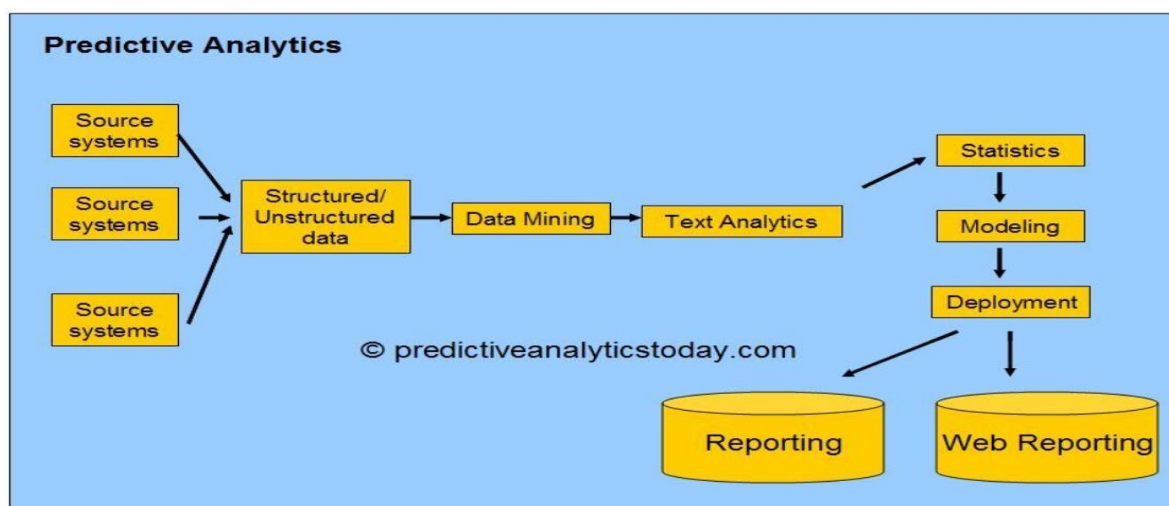 Predictive Analytics
Source
systems
Source
systems
Source
systems
Structured/
Unstructured
data
Data Mining
Text Analytics
Statistics
Modeling
Deployment
© predictiveanalyticstoday.com
Reporting
Web Reporting